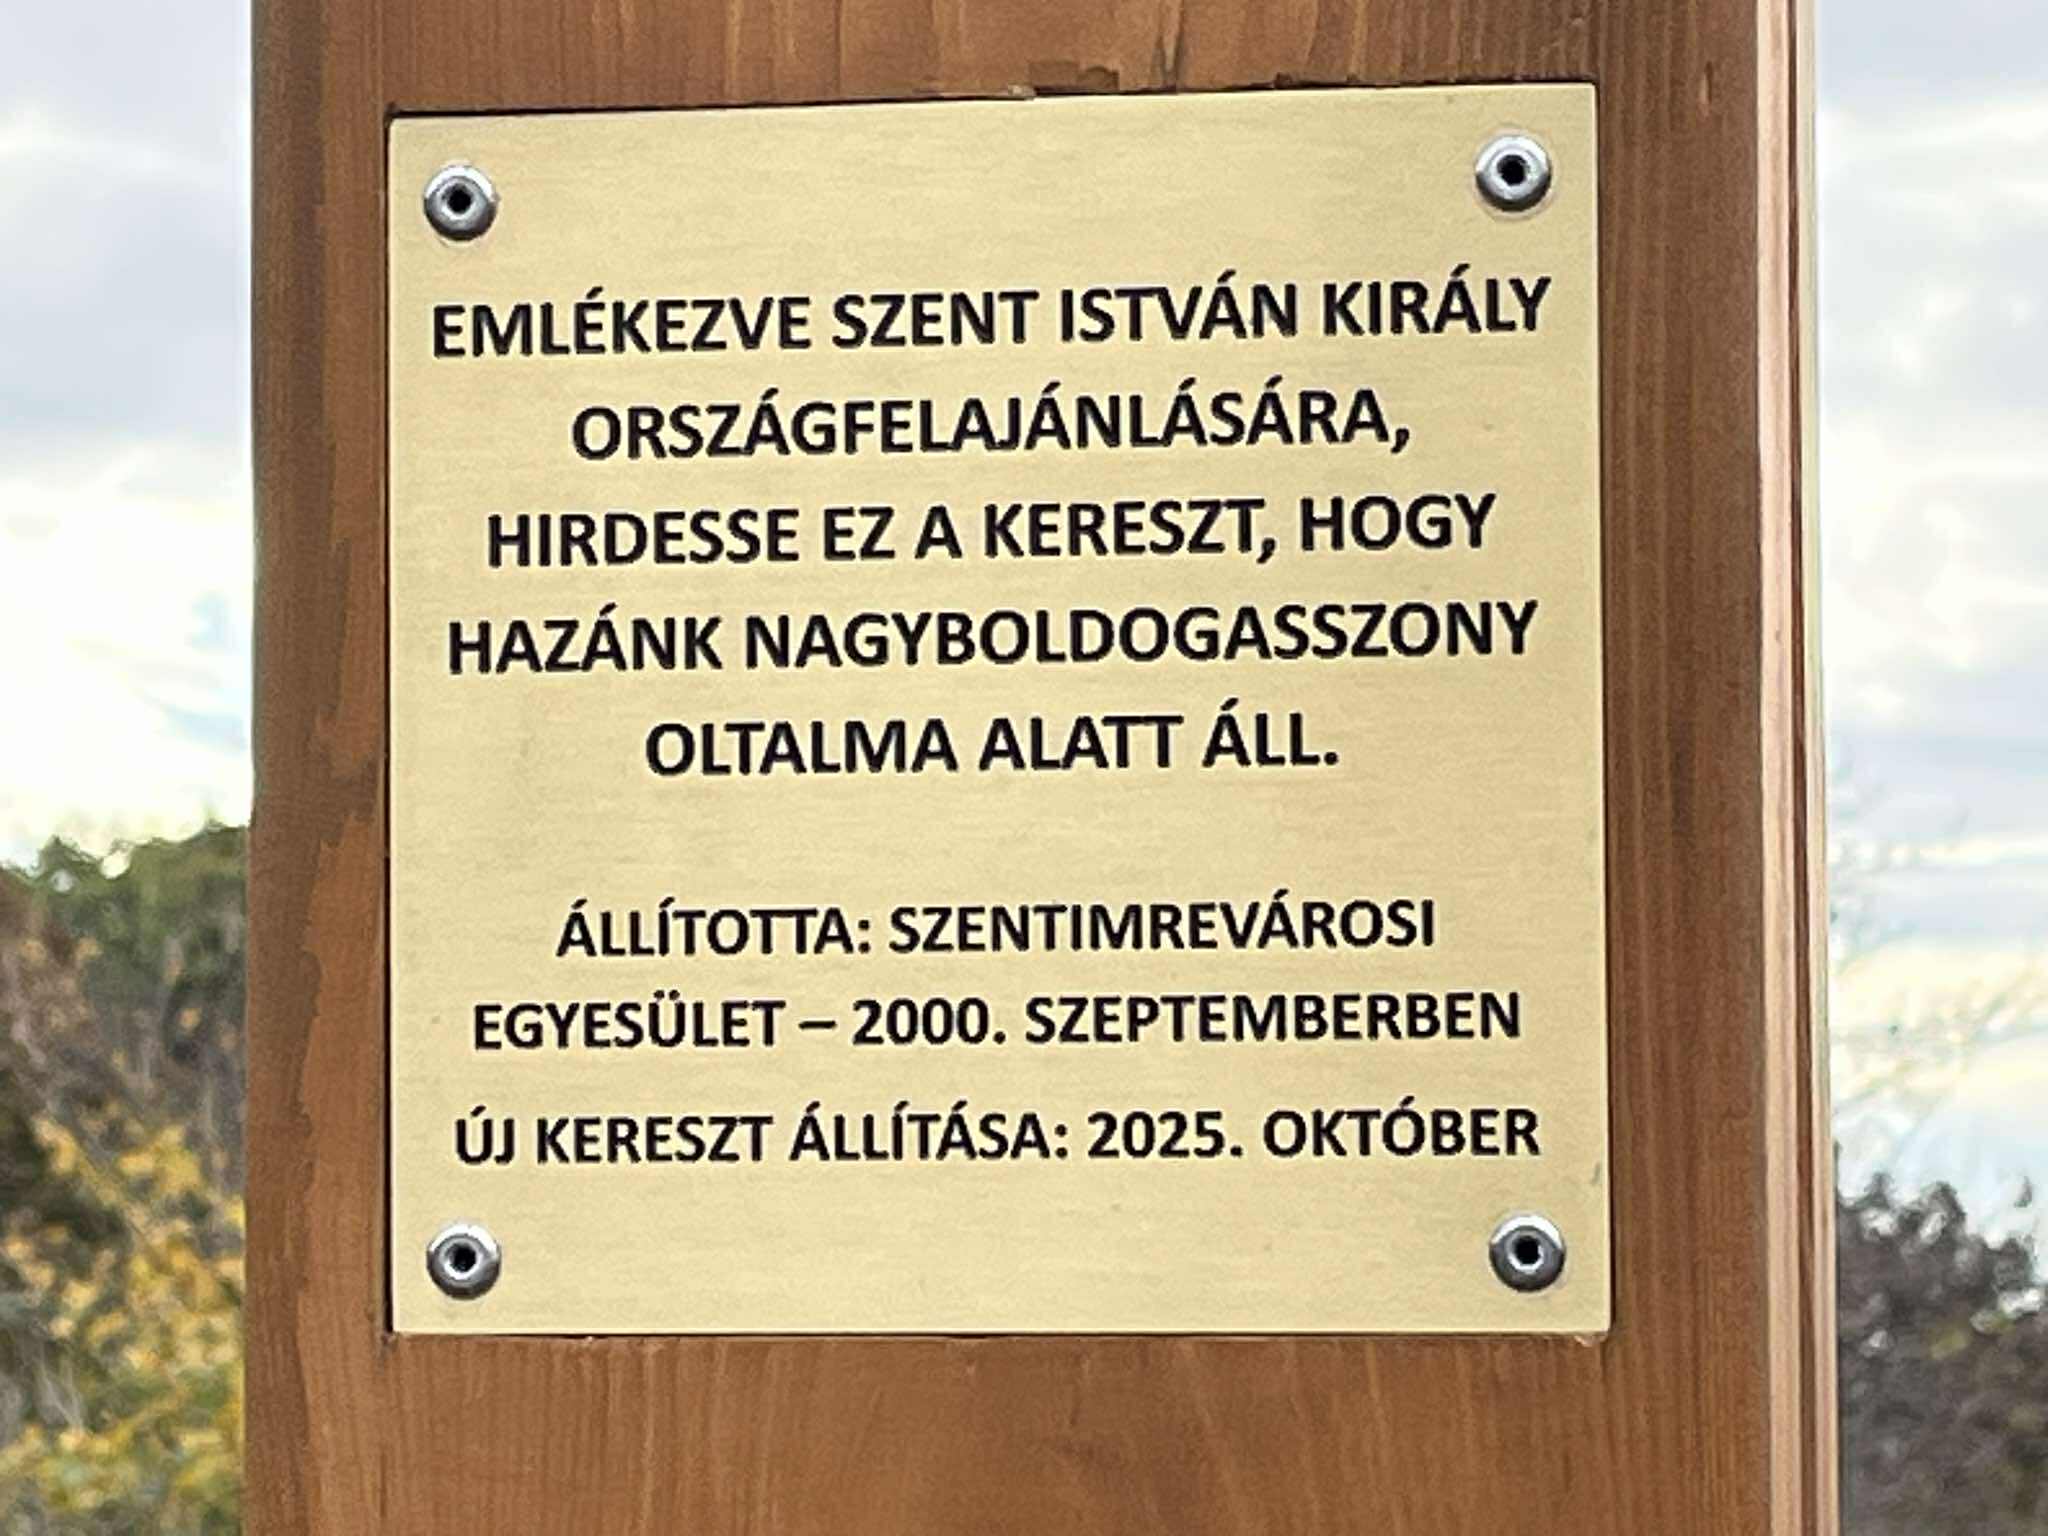 EMLÉKEZVE SZENT ISTVÁN KIRÁLY
ORSZÁGFELAJÁNLÁSÁRA,
HIRDESSE EZ A KERESZT, HOGY
HAZÁNK NAGYBOLDOGASSZONY
OLTALMA ALATT ÁLL.
ÁLLÍTOTTA: SZENTIMREVÁROSI
EGYESÜLET – 2000. SZEPTEMBERBEN
ÚJ KERESZT ÁLLÍTÁSA: 2025. OKTÓBER